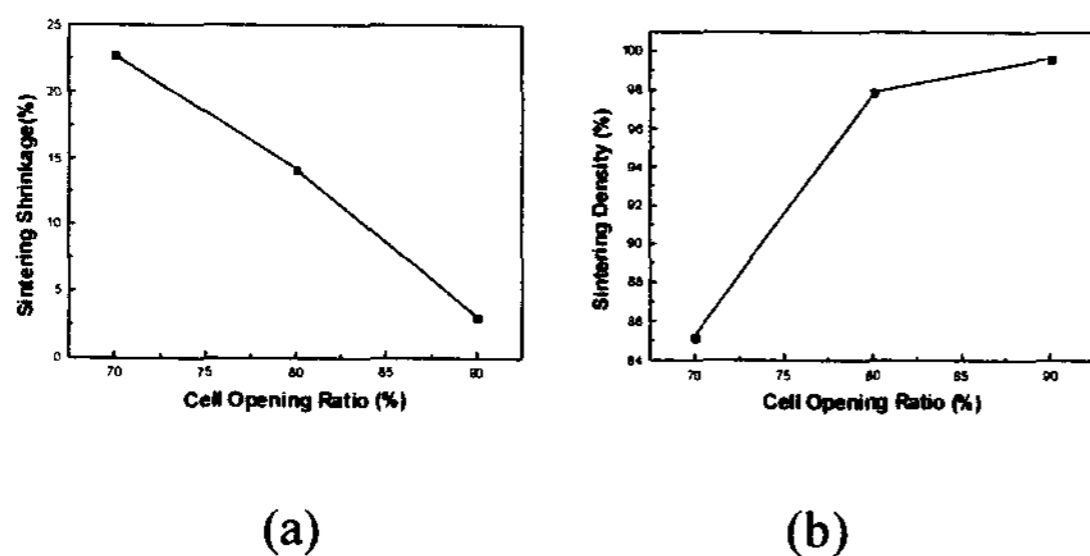 25
20
15
10
5
0
70 75 80 85 90
Sintering Shrinkage(%)
Cell Opening Ratio (%)
(a)
100
98
96
94
92
90
88
86
84
70 75 80 85 90
Sintering Density (%)
Cell Opening Ratio (%)
(b)